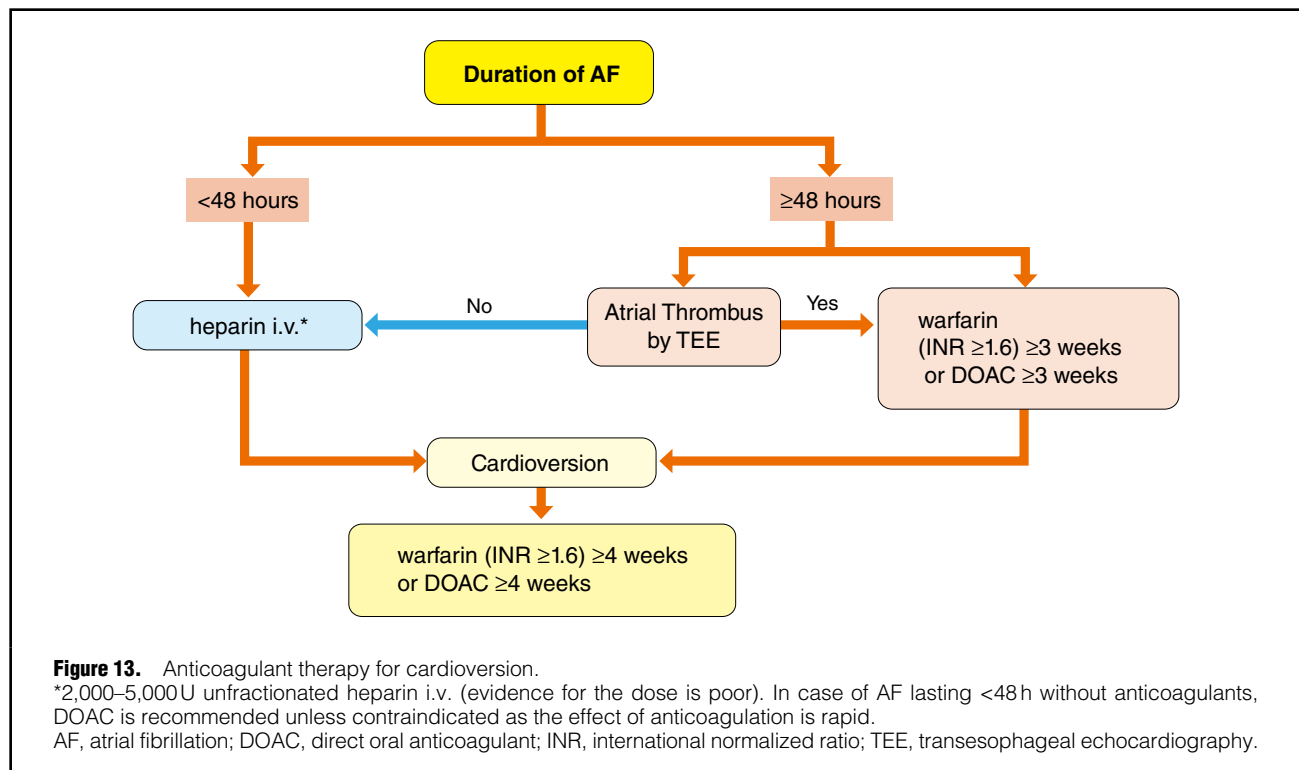 Duration of AF
<48 hours
≥48 hours
heparin i.v.*
No
Atrial Thrombus
by TEE
Yes
warfarin
(INR ≥1.6) ≥3 weeks
or DOAC ≥3 weeks
Cardioversion
warfarin (INR ≥1.6) ≥4 weeks
or DOAC ≥4 weeks
Figure 13. Anticoagulant therapy for cardioversion.
*2,000–5,000 U unfractionated heparin i.v. (evidence for the dose is poor). In case of AF lasting <48 h without anticoagulants,
DOAC is recommended unless contraindicated as the effect of anticoagulation is rapid.
AF, atrial fibrillation; DOAC, direct oral anticoagulant; INR, international normalized ratio; TEE, transesophageal echocardiography.